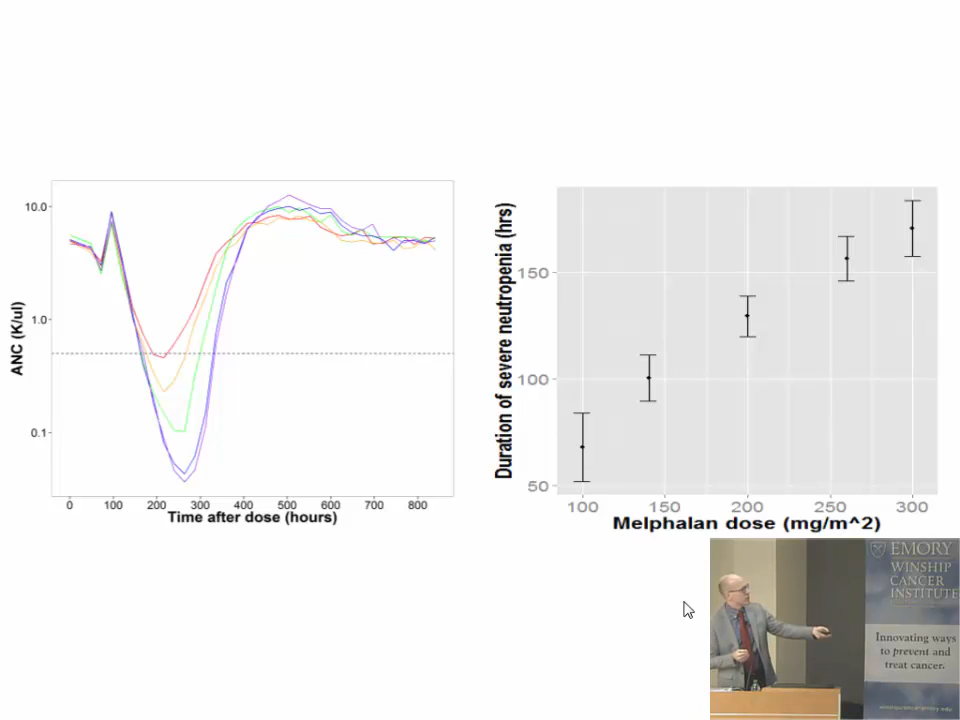 10.0
1.0
0.1
ANC (K/ul)
0 100 200 300 400 500 600 700 800
Time after dose (hours)
Duration of severe neutropenia (hrs)
150
100
50
100 150 200 250 300
Melphalan dose (mg/m^2)
EMORY
WINSHIP
CANCER
INSTITUTE
Innovating ways
to prevent and
treat cancer.